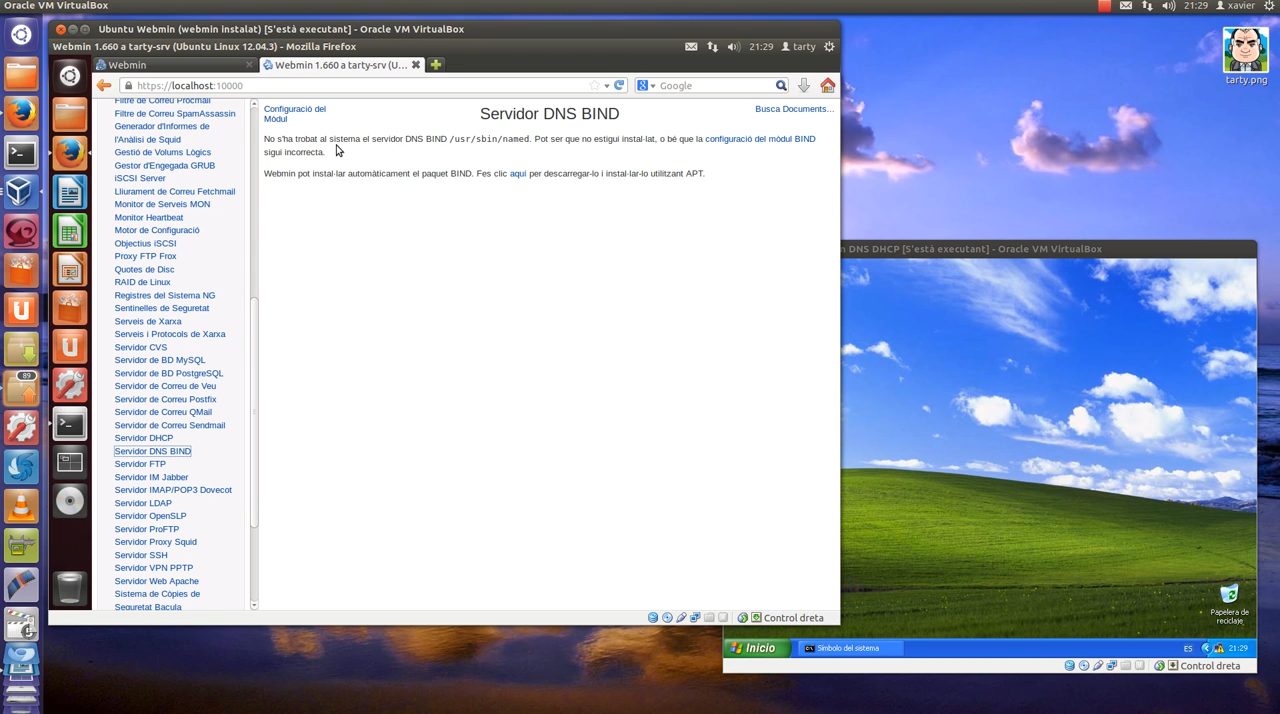 Oracle VM VirtualBox
21:29 xavier
tarty.png
Ubuntu Webmin (webmin instalat) [S'està executant] - Oracle VM VirtualBox
Webmin 1.660 a tarty-srv (Ubuntu Linux 12.04.3) - Mozilla Firefox
21:29 tarty
Webmin
Webmin 1.660 a tarty-srv (U...
https://localhost:10000
Google
Filtre de Correu Procmail
Filtre de Correu SpamAssassin
Generador d'Informes de
l'Anàlisi de Squid
Gestió de Volums Lògics
Gestor d'Engegada GRUB
iSCSI Server
Lliurament de Correu Fetchmail
Monitor de Serveis MON
Monitor Heartbeat
Motor de Configuració
Objectius iSCSI
Proxy FTP Frox
Quotes de Disc
RAID de Linux
Registres del Sistema NG
Sentinelles de Seguretat
Serveis de Xarxa
Serveis i Protocols de Xarxa
Servidor CVS
Servidor de BD MySQL
Servidor de BD PostgreSQL
Servidor de Correu de Veu
Servidor de Correu Postfix
Servidor de Correu QMail
Servidor de Correu Sendmail
Servidor DHCP
Servidor DNS BIND
Servidor FTP
Servidor IM Jabber
Servidor IMAP/POP3 Dovecot
Servidor LDAP
Servidor OpenSLP
Servidor ProFTP
Servidor Proxy Squid
Servidor SSH
Servidor VPN PPTP
Servidor Web Apache
Sistema de Còpies de
Seguretat Bacula
Configuració del
Mòdul
Servidor DNS BIND
Busca Documents...
No s'ha trobat al sistema el servidor DNS BIND /usr/sbin/named. Pot ser que no estigui instal·lat, o bé que la configuració del mòdul BIND
sigui incorrecta.
Webmin pot instal·lar automàticament el paquet BIND. Fes clic aquí per descarregar-lo i instal·lar-lo utilitzant APT.
Control dreta
89
n DNS DHCP [S'està executant] - Oracle VM VirtualBox
Papelera de
reciclaje
Inicio
Símbolo del sistema
ES
21:29
Control dreta